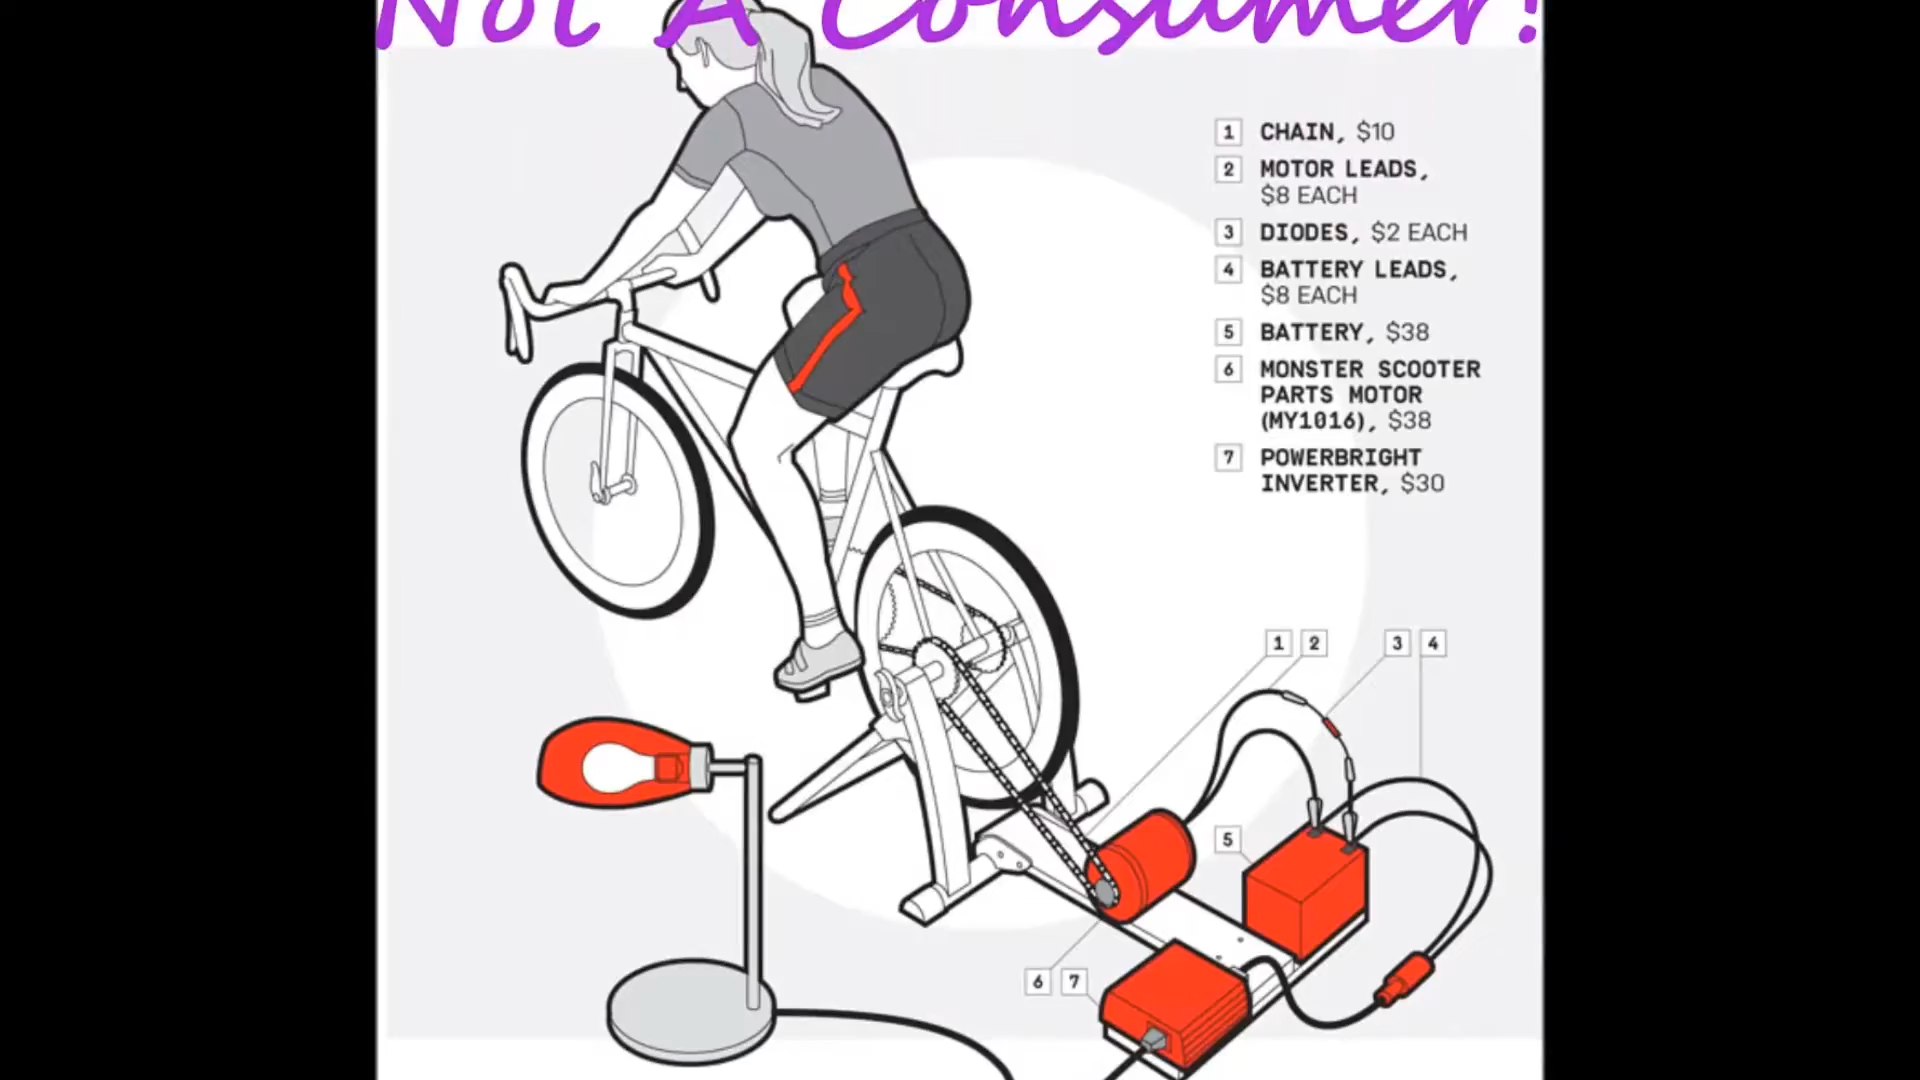 Not A Consumer!
1 CHAIN, $10
2 MOTOR LEADS,
$8 EACH
3 DIODES, $2 EACH
4 BATTERY LEADS,
$8 EACH
5 BATTERY, $38
6 MONSTER SCOOTER
PARTS MOTOR
(MY1016), $38
7 POWERBRIGHT
INVERTER, $30
1 2 3 4
5
6 7